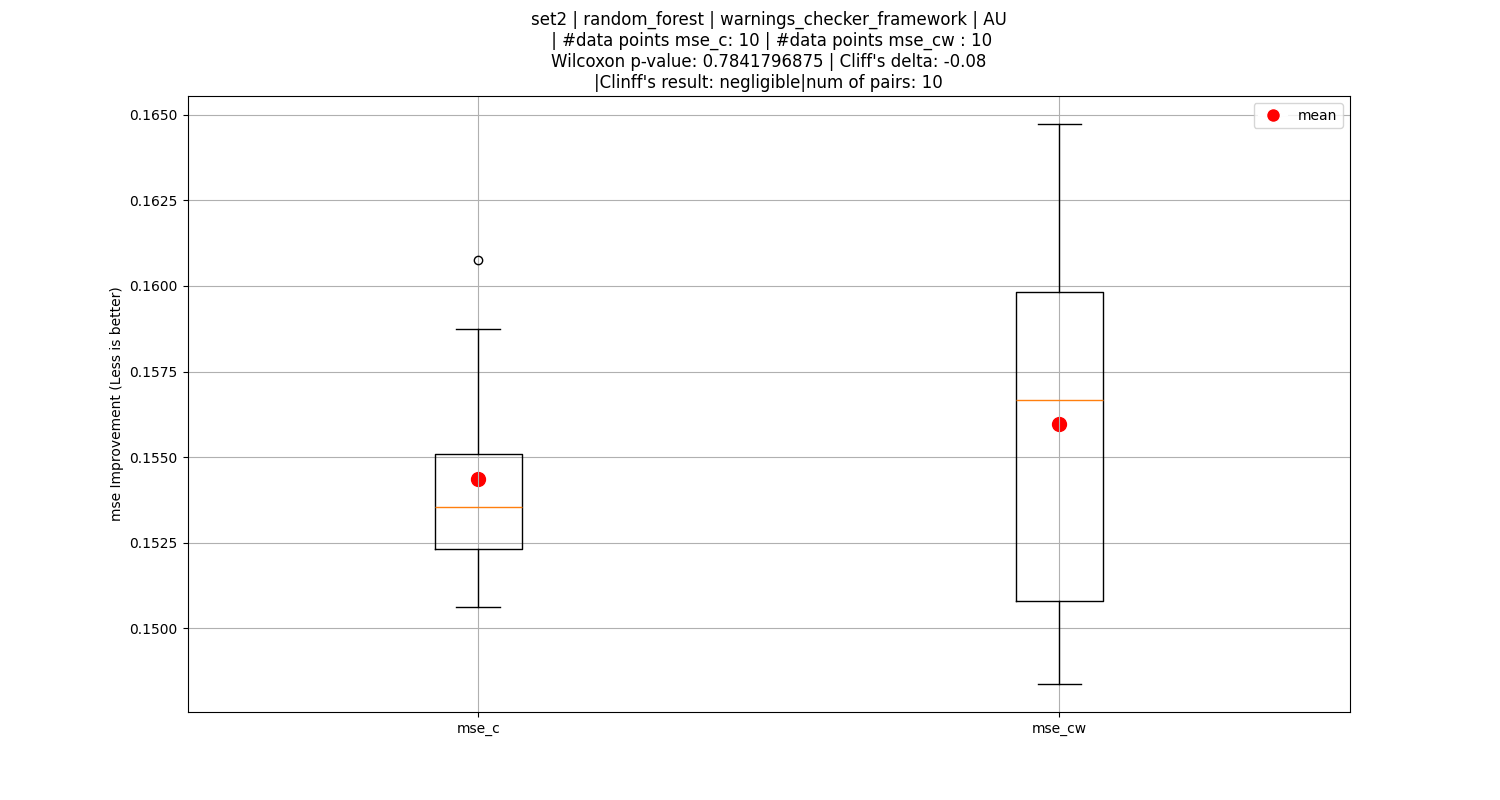 set2 | random_forest | warnings_checker_framework | AU
| #data points mse_c: 10 | #data points mse_cw : 10
Wilcoxon p-value: 0.7841796875 | Cliff's delta: -0.08
|Clinff's result: negligible|num of pairs: 10
mean
mse Improvement (Less is better)
0.1650
0.1625
0.1600
0.1575
0.1550
0.1525
0.1500
mse_c
mse_cw